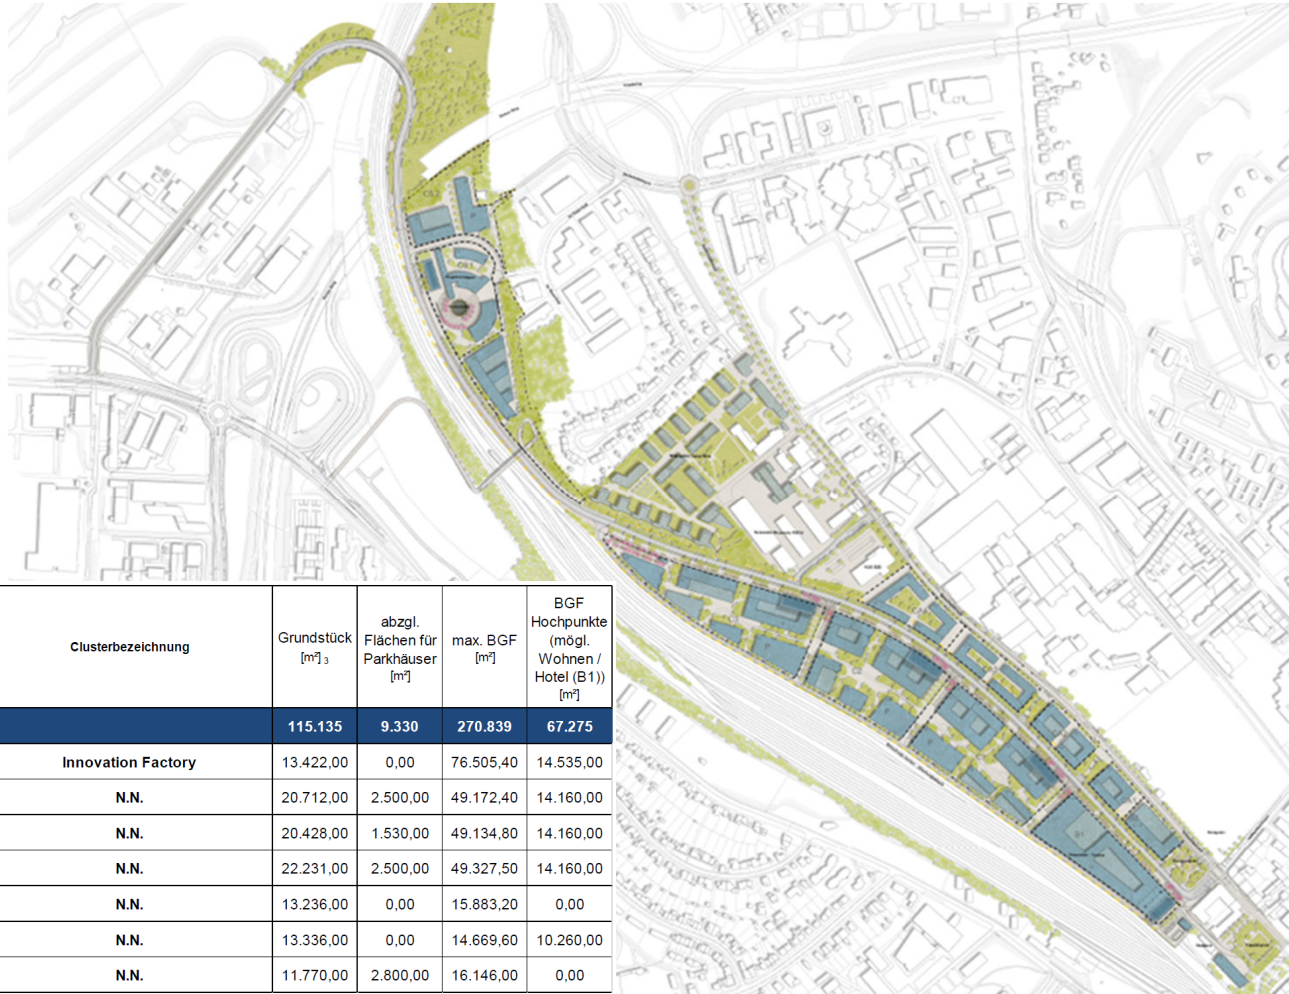 Clusterbezeichnung
Grundstück
[m²] 3
abzgl.
Flächen für
Parkhäuser
[m²]
max. BGF
[m²]
BGF
Hochpunkte
(mögl.
Wohnen /
Hotel (B1))
[m²]
115.135 9.330 270.839 67.275
Innovation Factory 13.422,00 0,00 76.505,40 14.535,00
N.N. 20.712,00 2.500,00 49.172,40 14.160,00
N.N. 20.428,00 1.530,00 49.134,80 14.160,00
N.N. 22.231,00 2.500,00 49.327,50 14.160,00
N.N. 13.236,00 0,00 15.883,20 0,00
N.N. 13.336,00 0,00 14.669,60 10.260,00
N.N. 11.770,00 2.800,00 16.146,00 0,00